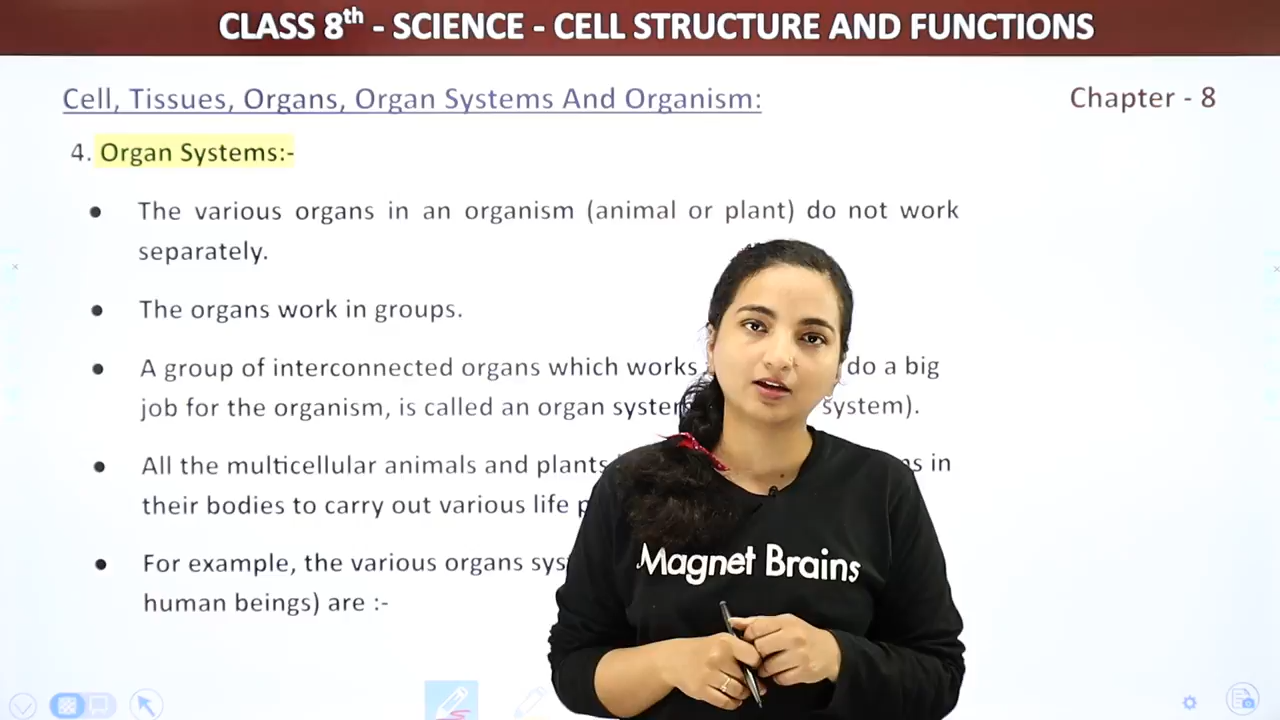 CLASS 8th - SCIENCE - CELL STRUCTURE AND FUNCTIONS
Cell, Tissues, Organs, Organ Systems And Organism:
Chapter - 8
4. Organ Systems:-
● The various organs in an organism (animal or plant) do not work
separately.
● The organs work in groups.
● A group of interconnected organs which works do a big
job for the organism, is called an organ system system).
● All the multicellular animals and plants in
their bodies to carry out various life
● For example, the various organs
human beings) are :-
Magnet Brains